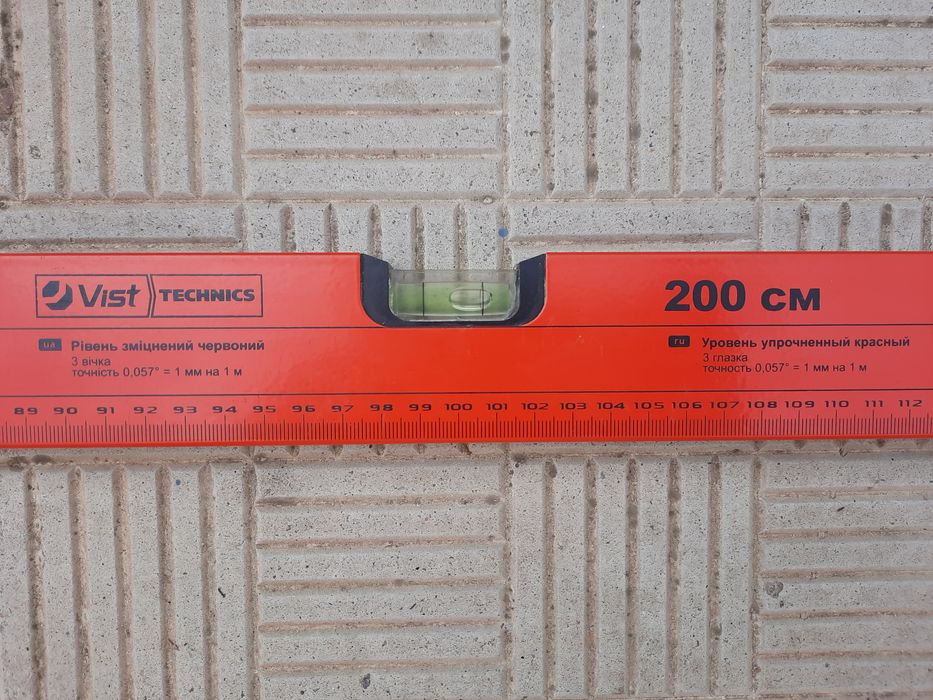 Vist TECHNICS
200 см
ua Рівень зміцнений червоний
3 вічка
точність 0,057° = 1 мм на 1 м
ru Уровень упрочненный красный
3 глазка
точность 0,057° = 1 мм на 1 м
89 90 91 92 93 94 95 96 97 98 99 100 101 102 103 104 105 106 107 108 109 110 111 112